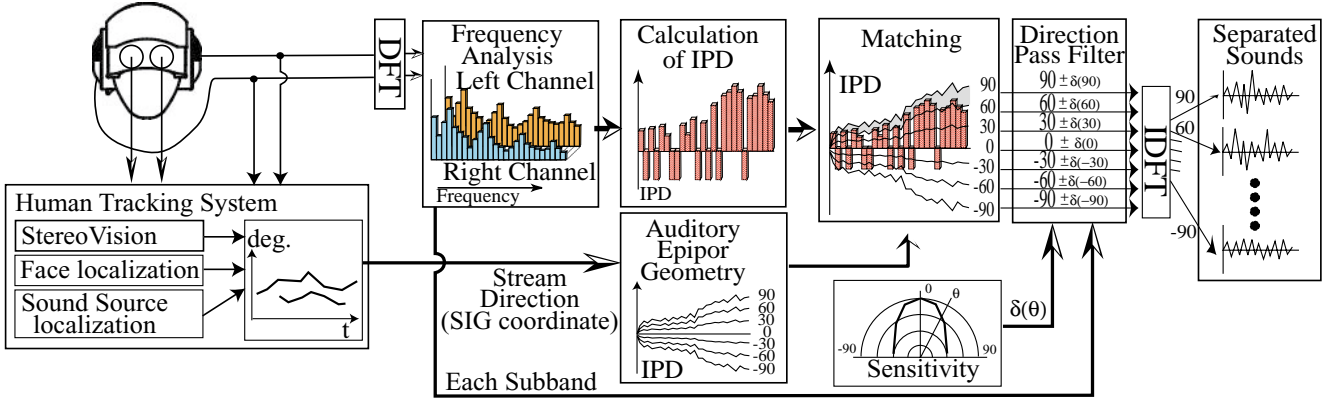 DFT
Frequency
Analysis
Left Channel
Right Channel
Frequency
Calculation
of IPD
IPD
Matching
IPD
90
60
30
0
-30
-60
-90
Direction
Pass Filter
90 ±δ(90)
60 ±δ(60)
30 ±δ(30)
0 ± δ(0)
-30 ±δ(−30)
-60 ±δ(−60)
-90 ±δ(−90)
IDFT
90
60
-90
Separated
Sounds
Human Tracking System
StereoVision
Face localization
Sound Source
localization
deg.
t
Stream
Direction
(SIG coordinate)
Each Subband
Auditory
Epipor
Geometry
90
60
30
0
-30
-60
-90
IPD
0
θ
-90
90
Sensitivity
δ(θ)